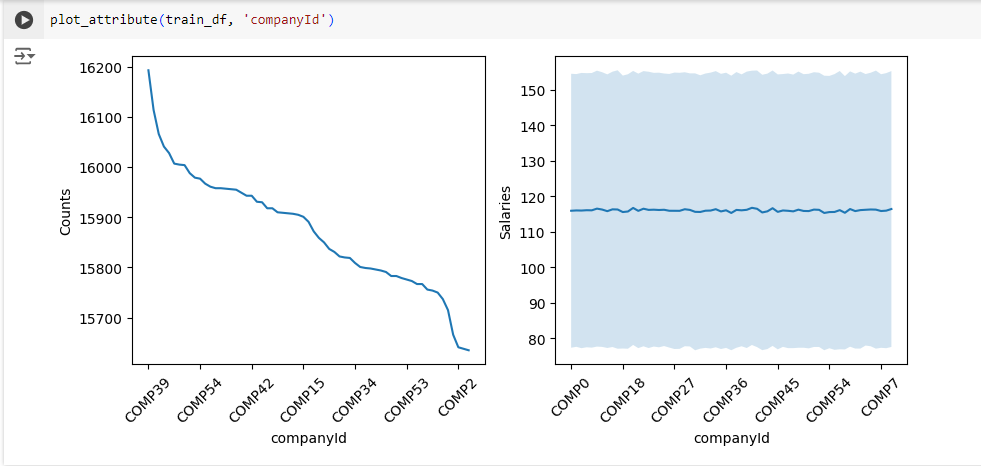 plot_attribute(train_df, 'companyId')
16200
16100
16000
15900
15800
15700
Counts
COMP39
COMP54
COMP42
COMP15
COMP34
COMP53
COMP2
companyId
150
140
130
120
110
100
90
80
Salaries
COMP0
COMP18
COMP27
COMP36
COMP45
COMP54
COMP7
companyId